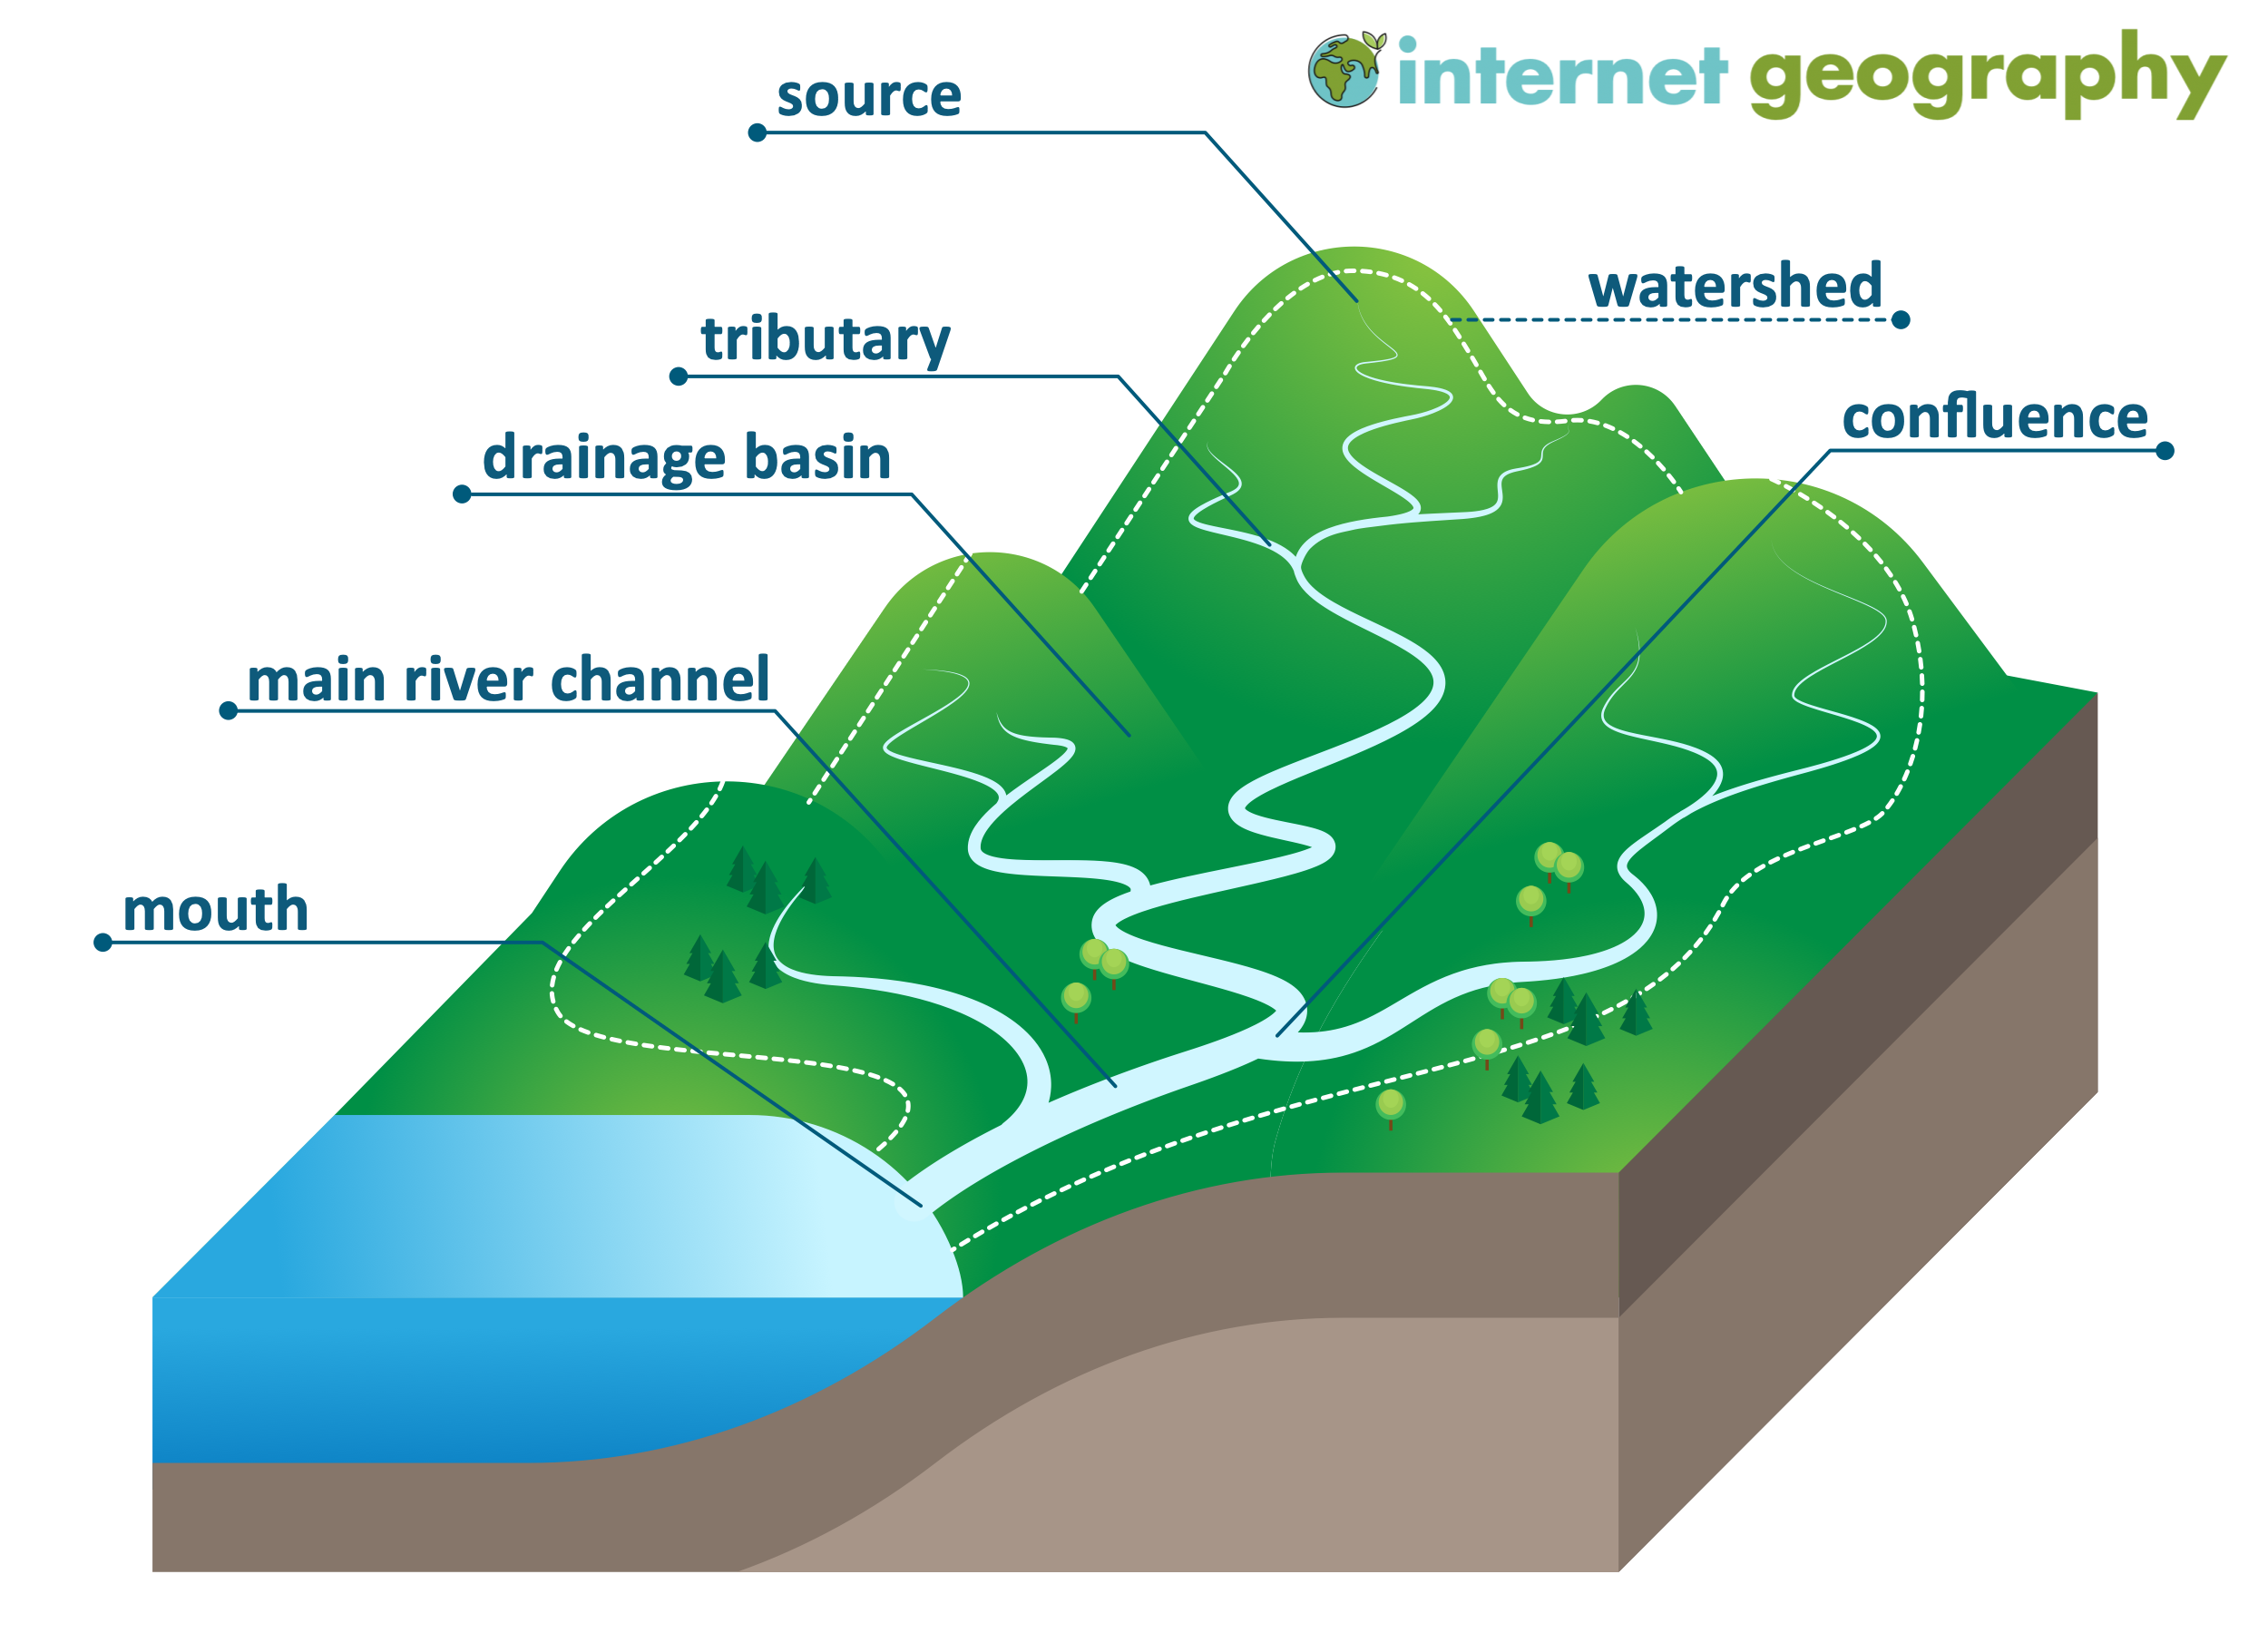 internet geography
source
watershed
tributary
confluence
drainage basin
main river channel
mouth